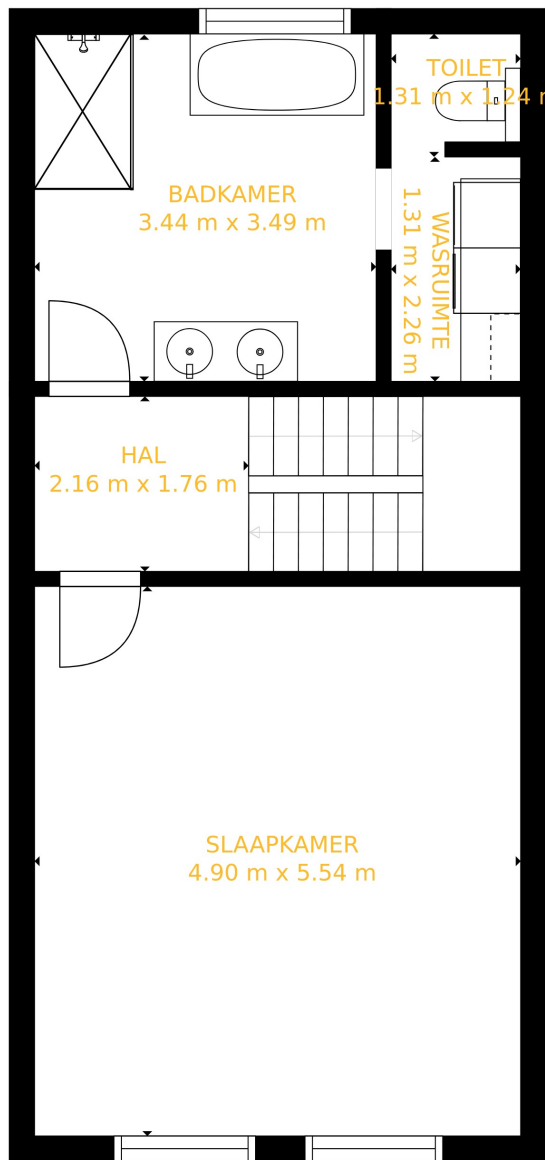 TOILET
1.31 m x 1.24 m
BADKAMER
3.44 m x 3.49 m
WASRUIMTE
1.31 m x 2.26 m
HAL
2.16 m x 1.76 m
SLAAPKAMER
4.90 m x 5.54 m